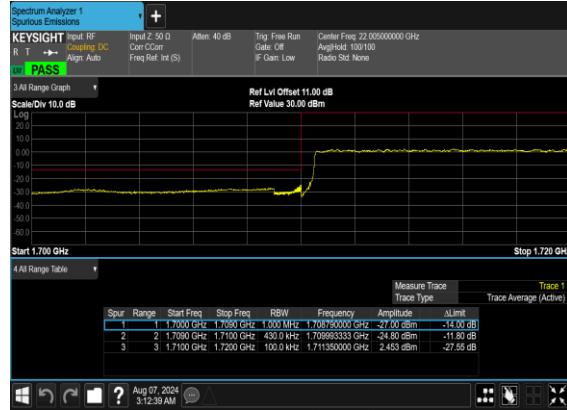 Spectrum Analyzer 1
Spurious Emissions
+
KEYSIGHT Input: RF Input Z: 50 Ω Atten: 40 dB Trig: Free Run Center Freq: 22.005000000 GHz
R T Coupling: DC Corr CCorr Gate: Off Avg|Hold: 100/100
Align: Auto Freq Ref: Int (S) IF Gain: Low Radio Std: None
PASS
3 All Range Graph
Ref Lvl Offset 11.00 dB
Scale/Div 10.0 dB Ref Value 30.00 dBm
Log
20.0
10.0
0.00
-10.0
-20.0
-30.0
-40.0
-50.0
-60.0
Start 1.700 GHz Stop 1.720 GHz
4 All Range Table
Measure Trace Trace 1
Trace Type Trace Average (Active)
Spur Range Start Freq Stop Freq RBW Frequency Amplitude ΔLimit
1 1 1.7000 GHz 1.7090 GHz 1.000 MHz 1.708790000 GHz -27.00 dBm -14.00 dB
2 2 1.7090 GHz 1.7100 GHz 430.0 kHz 1.709993333 GHz -24.80 dBm -11.80 dB
3 3 1.7100 GHz 1.7200 GHz 100.0 kHz 1.711350000 GHz 2.453 dBm -27.55 dB
? Aug 07, 2024
3:12:39 AM